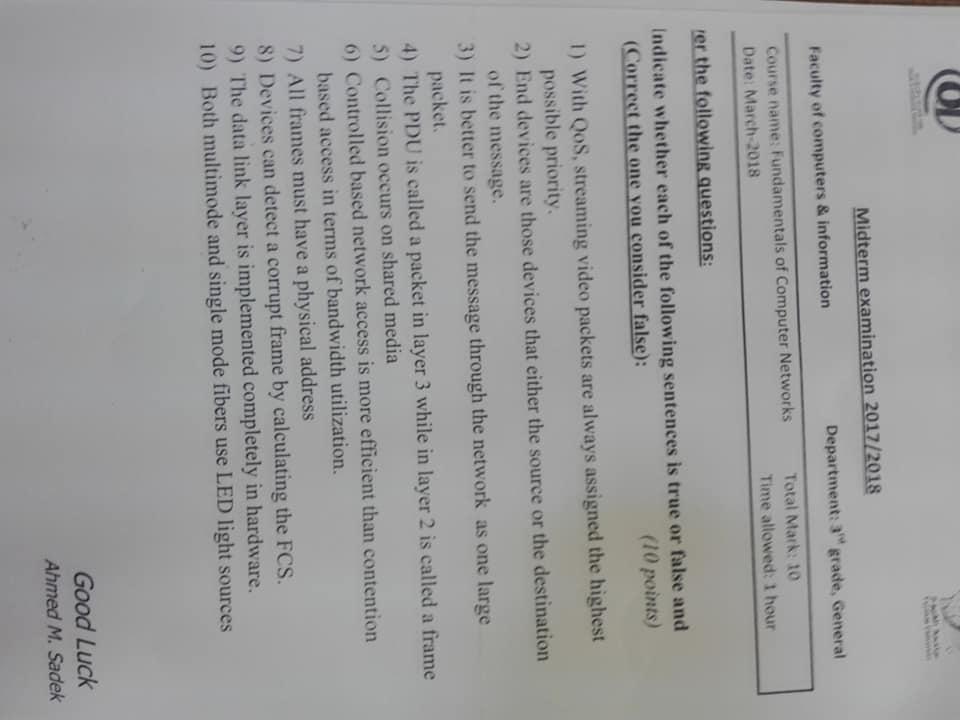 Midterm examination 2017/2018
Faculty of computers & information
Department: 3rd grade, General
Course name: Fundamentals of Computer Networks
Total Mark: 10
Date: March-2018
Time allowed: 1 hour
er the following questions:
Indicate whether each of the following sentences is true or false and
(Correct the one you consider false):
(10 points)
1) With QoS, streaming video packets are always assigned the highest
possible priority.
2) End devices are those devices that either the source or the destination
of the message.
3) It is better to send the message through the network as one large
packet.
4) The PDU is called a packet in layer 3 while in layer 2 is called a frame
5) Collision occurs on shared media
6) Controlled based network access is more efficient than contention
based access in terms of bandwidth utilization.
7) All frames must have a physical address
8) Devices can detect a corrupt frame by calculating the FCS.
9) The data link layer is implemented completely in hardware.
10) Both multimode and single mode fibers use LED light sources
Good Luck
Ahmed M. Sadek